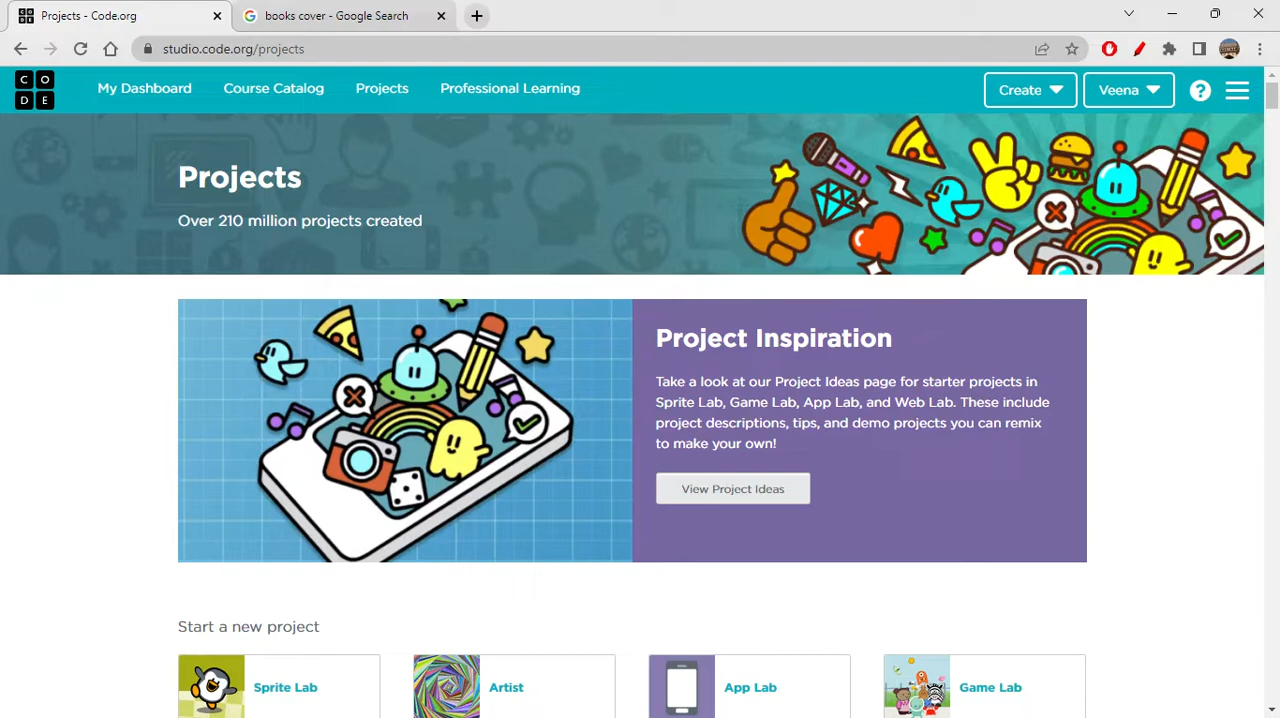 Projects - Code.org
books cover - Google Search
studio.code.org/projects
C O
D E
My Dashboard
Course Catalog
Projects
Professional Learning
Create
Veena
?
Projects
Over 210 million projects created
Project Inspiration
Take a look at our Project Ideas page for starter projects in
Sprite Lab, Game Lab, App Lab, and Web Lab. These include
project descriptions, tips, and demo projects you can remix
to make your own!
View Project Ideas
Start a new project
Sprite Lab
Artist
App Lab
Game Lab